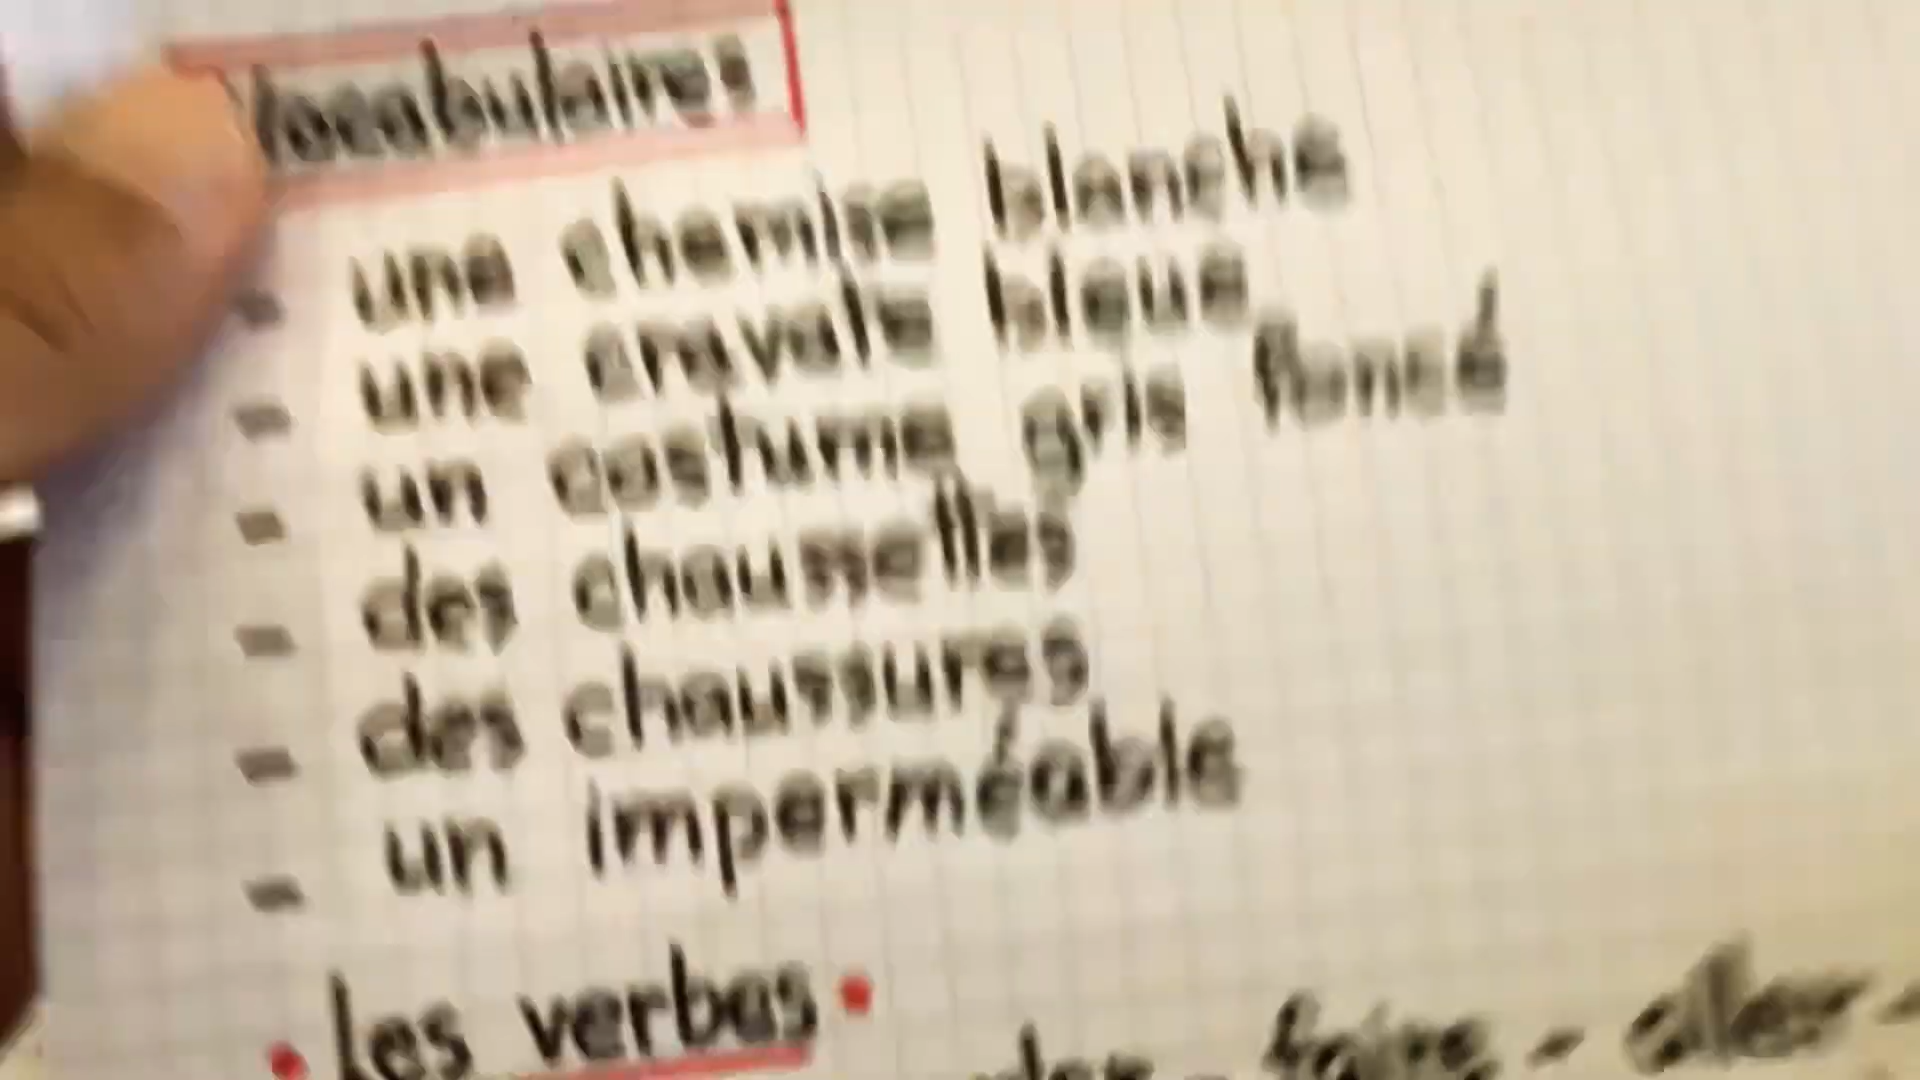 Vocabulaires
- une chemise blanche
- une cravate bleue
- un costume gris foncé
- des chaussettes
- des chaussures
- un imperméable
• les verbes •
- faire - aller -